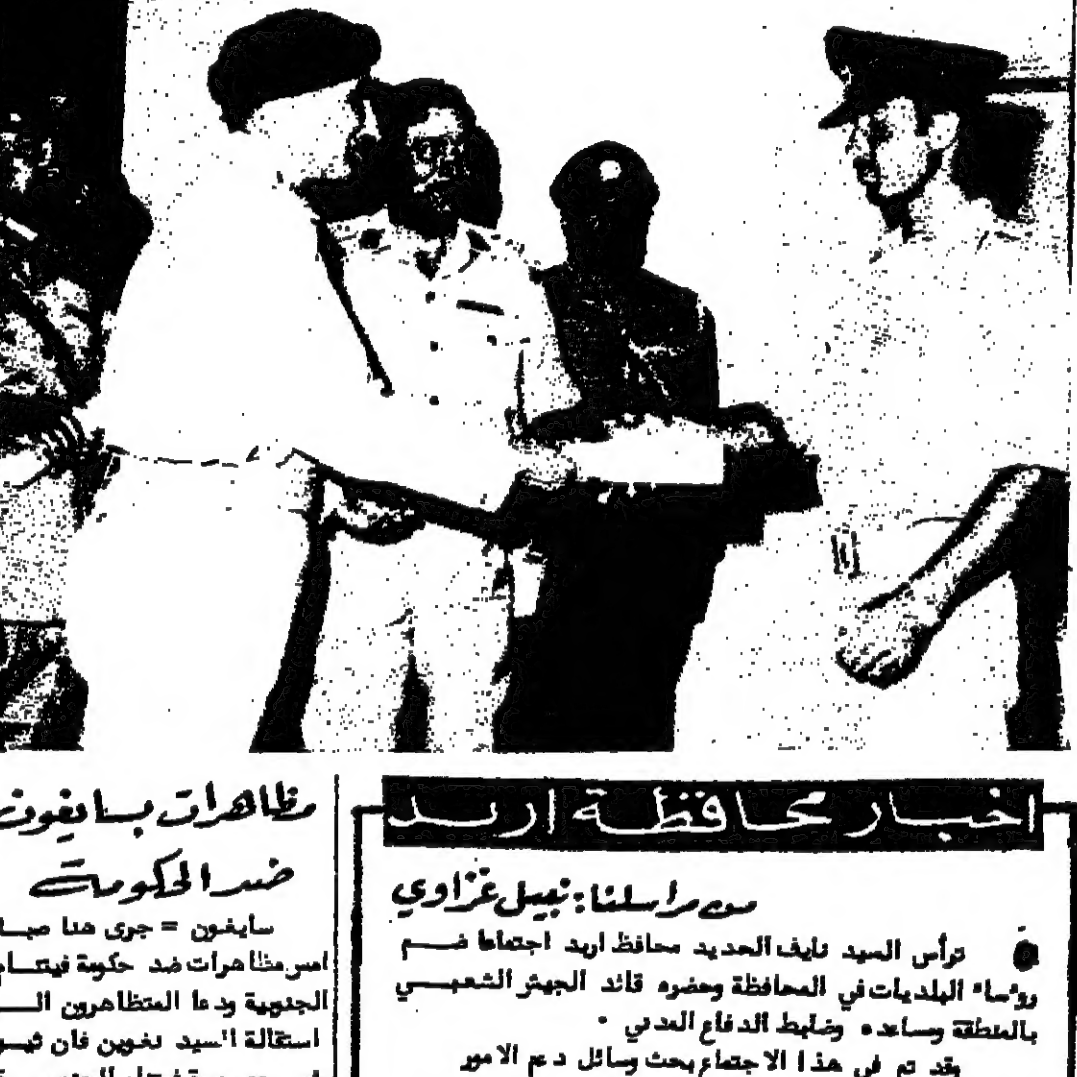 اخبار محافظة اربد
من مراسلنا: نبيل غزاوي
ترأس السيد نايف الحديد محافظ اربد اجتماعا ضم
رؤساء البلديات في المحافظة وحضره قائد الجيش الشعبي
بالمنطقة ومساعده وضابط الدفاع المدني ٠
وقد تم في هذا الاجتماع بحث وسائل دعم الامور
مظاهرات بسايغون
ضد الحكومة
سايغون = جرى هنا صبا
امس مظاهرات ضد حكومة فيتنام
الجنوبية ودعا المتظاهرون الـ
استقالة السيد نغوين فان ثيو